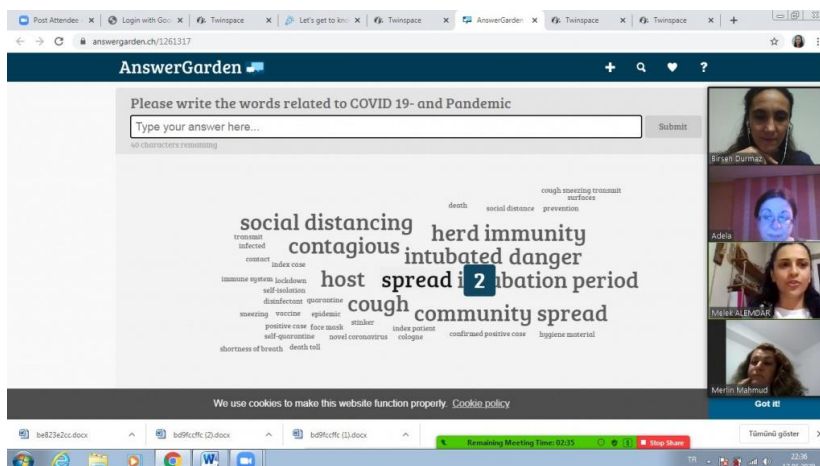 Post Attendee
Login with Goo
Twinspace
Let's get to kno
Twinspace
AnswerGarden
Twinspace
Twinspace
answergarden.ch/1261317
AnswerGarden
Please write the words related to COVID 19- and Pandemic
Type your answer here...
Submit
40 characters remaining
cough sneezing transmit
surfaces
death
social distance
prevention
social distancing
herd immunity
transmit
infected
contagious
intubated
danger
contact
index case
immune system
lockdown
host
spread
2
incubation period
self-isolation
disinfectant
quarantine
cough
community spread
sneezing
vaccine
epidemic
positive case
face mask
stinker
index patient
confirmed positive case
hygiene material
self-quarantine
novel coronavirus
cologne
shortness of breath
death toll
Birsen Durmaz
Adela
Melek ALEMDAR
Merlin Mahmud
We use cookies to make this website function properly. Cookie policy
Got it!
be823e2cc.docx
bd9fccffc (2).docx
bd9fccffc (1).docx
Tümünü göster
Remaining Meeting Time: 02:35
Stop Share
TR
22:36